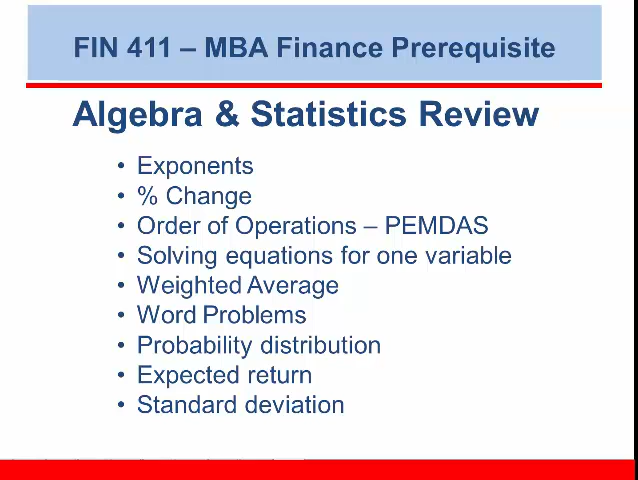 FIN 411 – MBA Finance Prerequisite
Algebra & Statistics Review
• Exponents
• % Change
• Order of Operations – PEMDAS
• Solving equations for one variable
• Weighted Average
• Word Problems
• Probability distribution
• Expected return
• Standard deviation